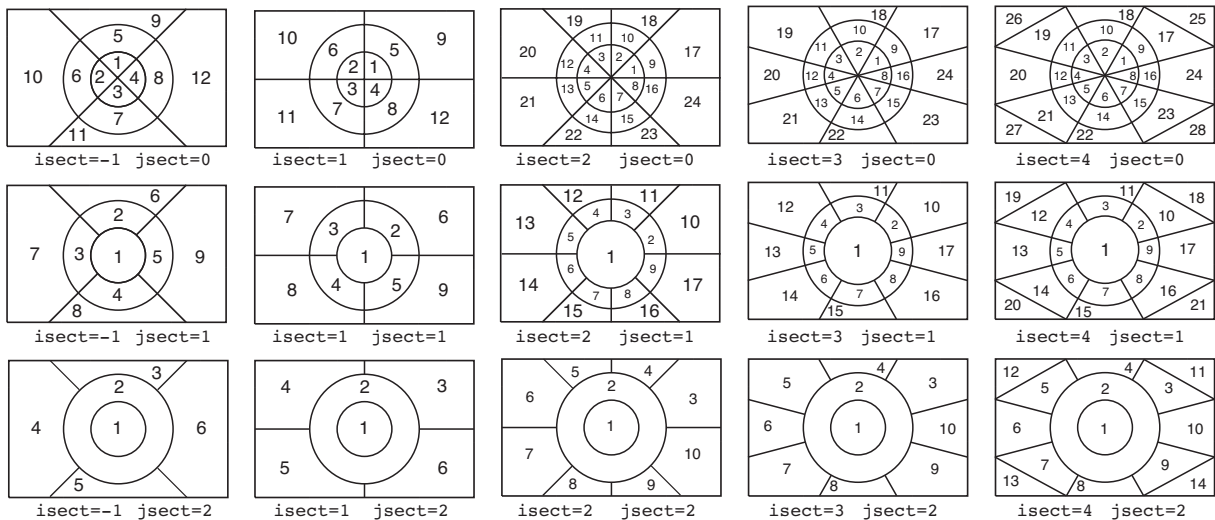 9
5
1
10 6 2 4 8 12
3
7
11
isect=-1 jsect=0
10 6 5 9
2 1
3 4
11 7 8 12
isect=1 jsect=0
19 18
11 10
20 12 3 2 9 17
4 1
5 8
21 13 6 7 16 24
14 15
22 23
isect=2 jsect=0
18
19 10 17
11 2 9
3 1
20 12 4 8 16 24
5 7
13 6 15
21 14 23
22
isect=3 jsect=0
26 18 25
19 10 17
11 2 9
3 1
20 12 4 8 16 24
5 7
13 6 15
21 14 23
27 22 28
isect=4 jsect=0
6
2
7 3 1 5 9
4
8
isect=-1 jsect=1
7 3 2 6
1
8 4 5 9
isect=1 jsect=1
12 11
4 3
13 5 2 10
1
14 6 9 17
7 8
15 16
isect=2 jsect=1
11
12 4 3 2 10
13 5 1 9 17
14 6 7 8 16
15
isect=3 jsect=1
19 11 18
12 4 3 2 10
13 5 1 9 17
14 6 7 8 16
20 15 21
isect=4 jsect=1
3
2
4 1 6
5
isect=-1 jsect=2
4 2 3
1
5 6
isect=1 jsect=2
5 4
2
6 3
1
7 10
8 9
isect=2 jsect=2
4
5 2 3
6 1 10
7 9
8
isect=3 jsect=2
12 4 11
5 2 3
6 1 10
7 9
13 8 14
isect=4 jsect=2